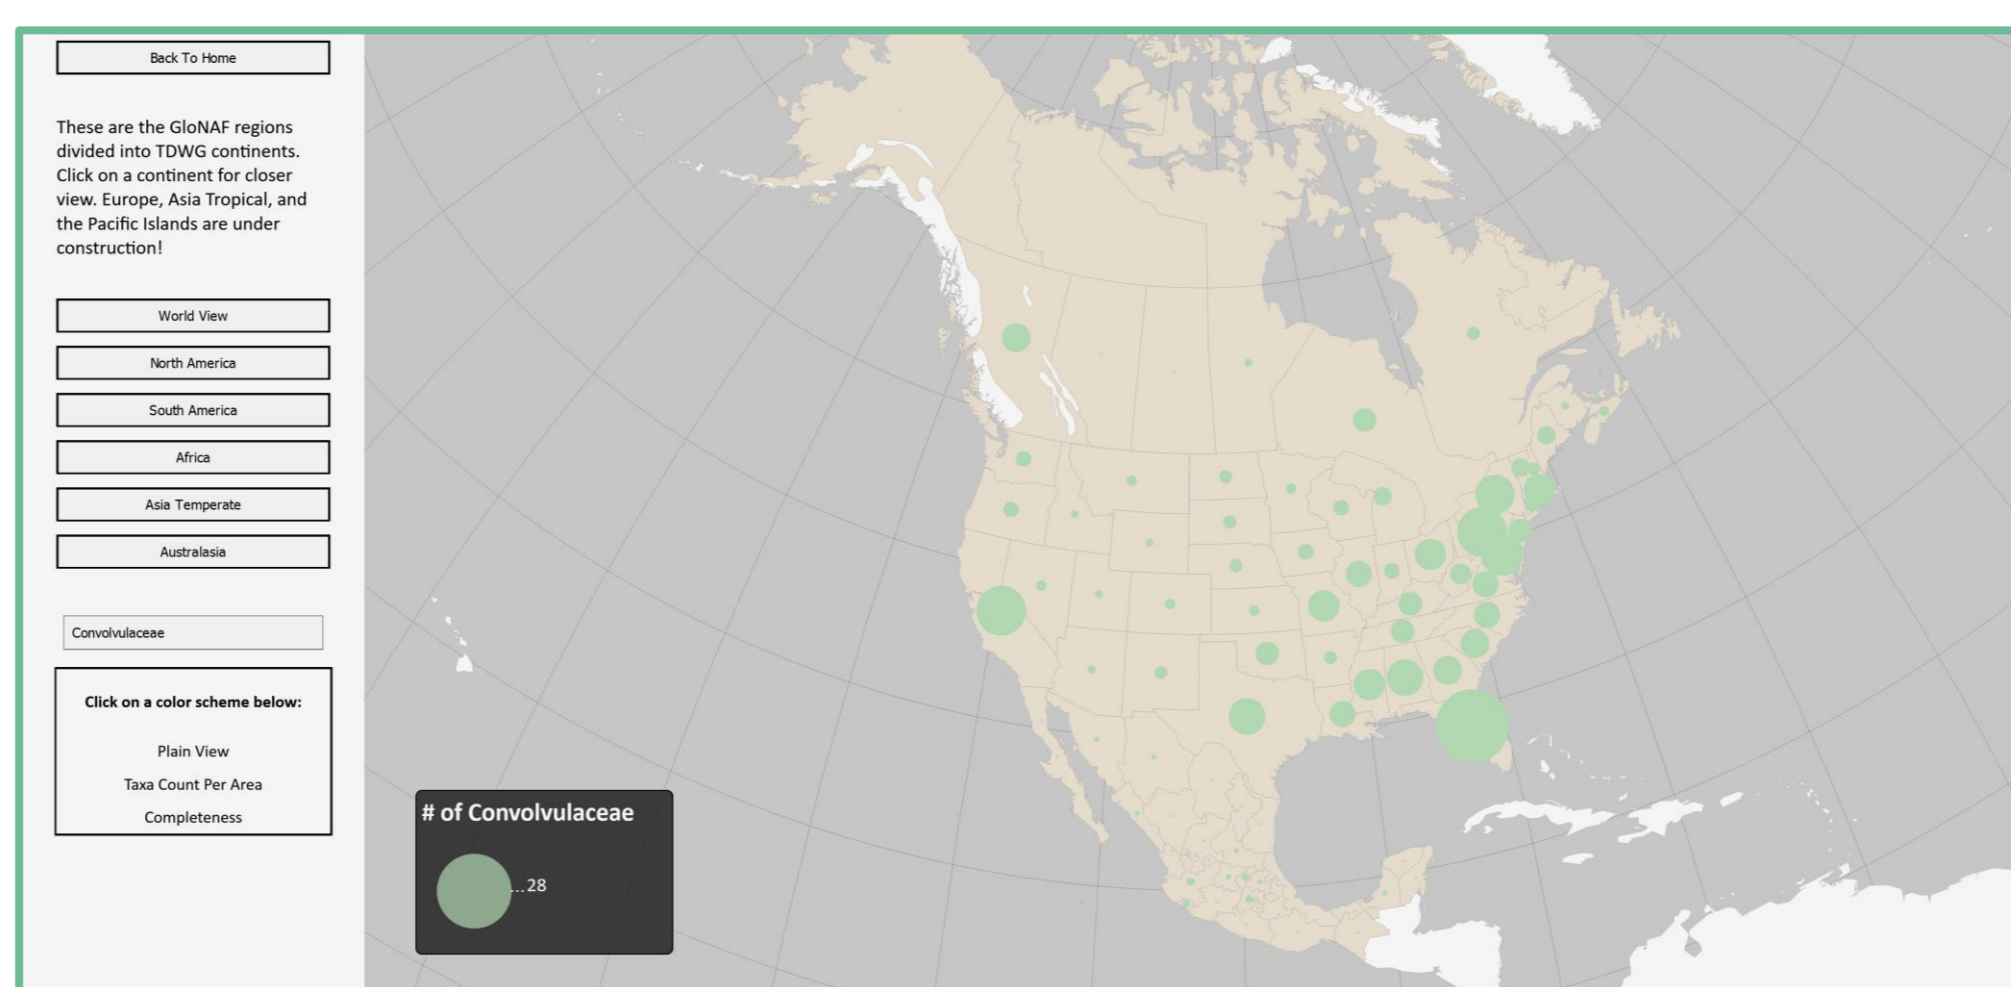 Back To Home
These are the GloNAF regions
divided into TDWG continents.
Click on a continent for closer
view. Europe, Asia Tropical, and
the Pacific Islands are under
construction!
World View
North America
South America
Africa
Asia Temperate
Australasia
Convolvulaceae
Click on a color scheme below:
Plain View
Taxa Count Per Area
Completeness
# of Convolvulaceae
...28